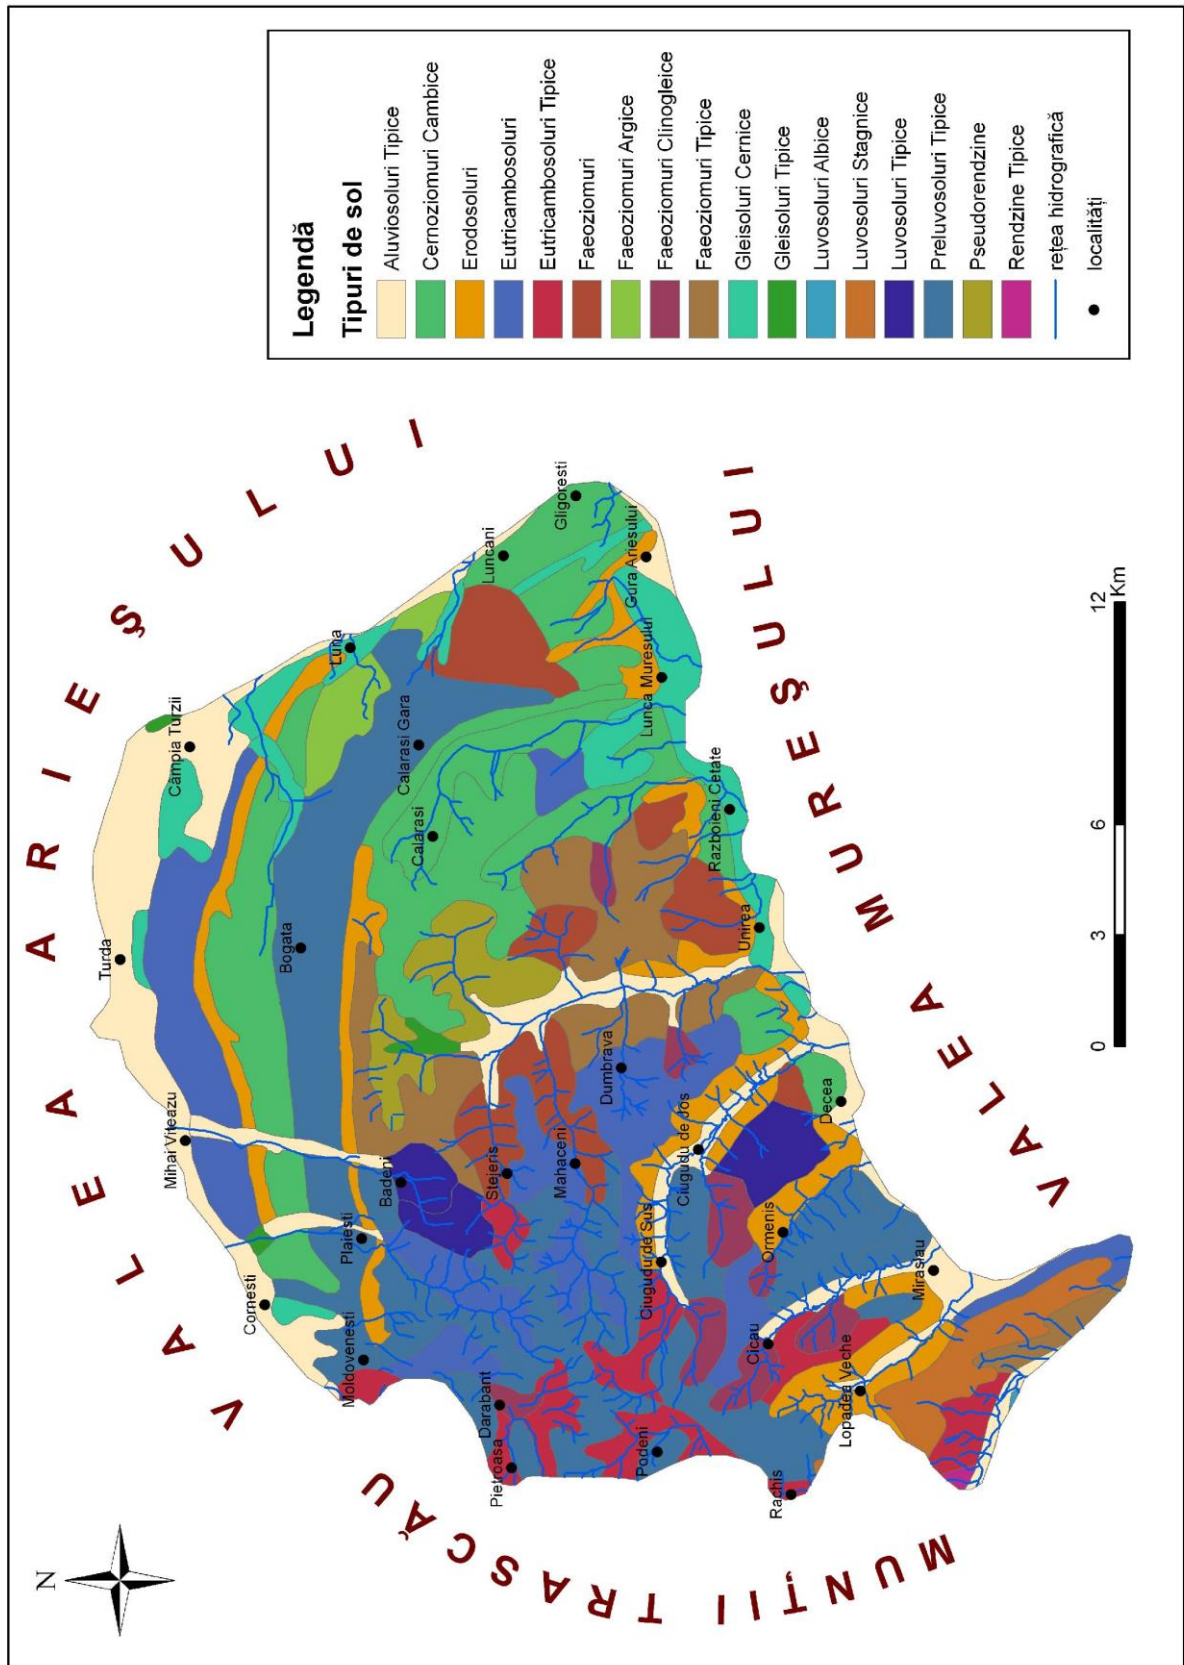 N
VALEA ARIEȘULUI
MUNȚII TRASCĂU
VALEA MUREȘULUI
Turda
Câmpia Turzii
Mihai Viteazu
Cornesti
Luna
Bogata
Plaiesti
Moldovenesti
Badeni
Calarasi Gara
Calarasi
Luncani
Gligoresti
Darabant
Pietroasa
Stejeris
Mahaceni
Dumbrava
Gura Ariesului
Lunca Muresului
Podeni
Ciugudu de Sus
Ciugudu de Jos
Razboieni Cetate
Unirea
Rachis
Cicau
Ormenis
Decea
Lopadea Veche
Miraslau
0 3 6 12
Km
Legendă
Tipuri de sol
Aluviosoluri Tipice
Cernoziomuri Cambice
Erodosoluri
Eutricambosoluri
Eutricambosoluri Tipice
Faeoziomuri
Faeoziomuri Argice
Faeoziomuri Clinogleice
Faeoziomuri Tipice
Gleisoluri Cernice
Gleisoluri Tipice
Luvosoluri Albice
Luvosoluri Stagnice
Luvosoluri Tipice
Preluvosoluri Tipice
Pseudorendzine
Rendzine Tipice
rețea hidrografică
localități